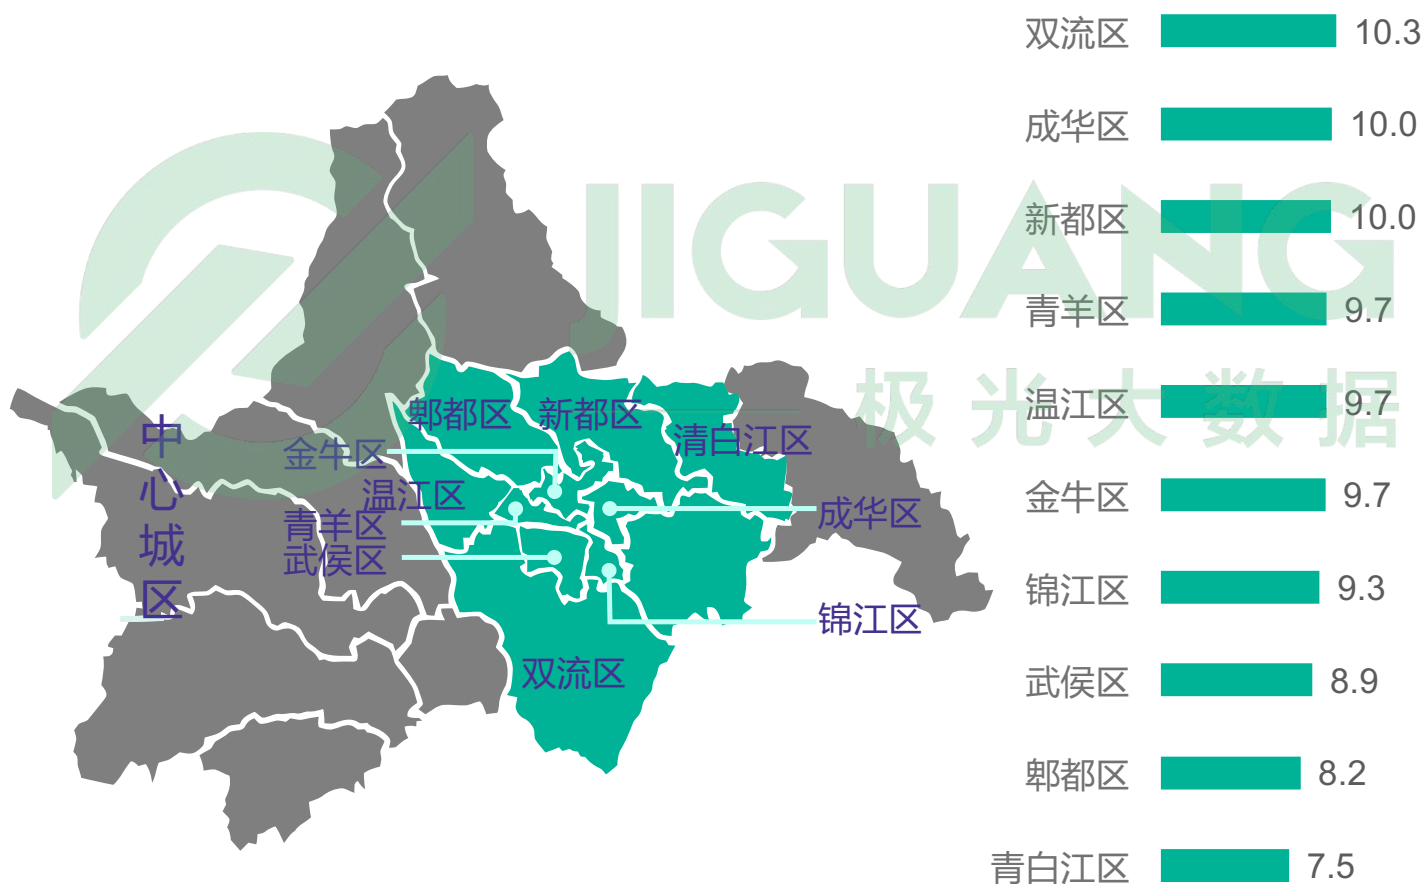 双流区 10.3
成华区 10.0
新都区 10.0
青羊区 9.7
温江区 9.7
金牛区 9.7
锦江区 9.3
武侯区 8.9
郫都区 8.2
青白江区 7.5
JIGUANG
极光大数据
中心城区
郫都区
新都区
清白江区
金牛区
温江区
青羊区
武侯区
成华区
锦江区
双流区